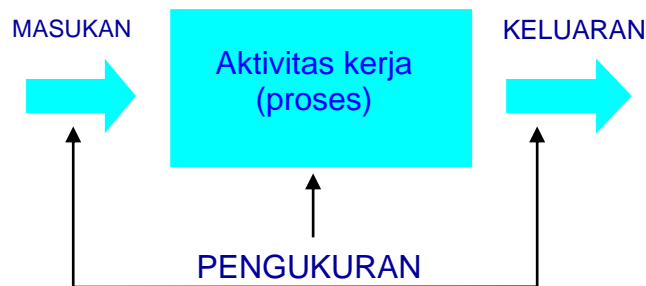 MASUKAN
KELUARAN
Aktivitas kerja
(proses)
PENGUKURAN